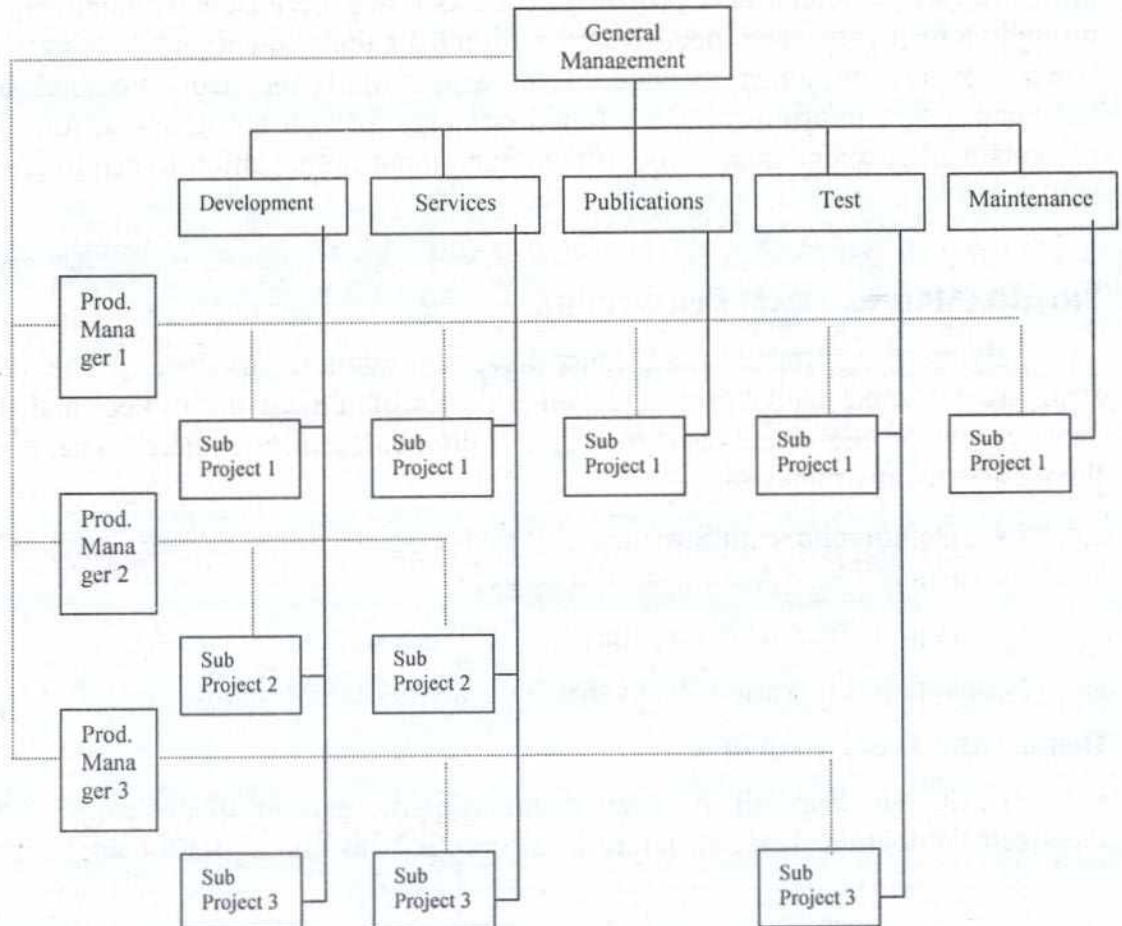 General
Management
Development
Services
Publications
Test
Maintenance
Prod.
Mana
ger 1
Sub
Project 1
Sub
Project 1
Sub
Project 1
Sub
Project 1
Sub
Project 1
Prod.
Mana
ger 2
Sub
Project 2
Sub
Project 2
Prod.
Mana
ger 3
Sub
Project 3
Sub
Project 3
Sub
Project 3